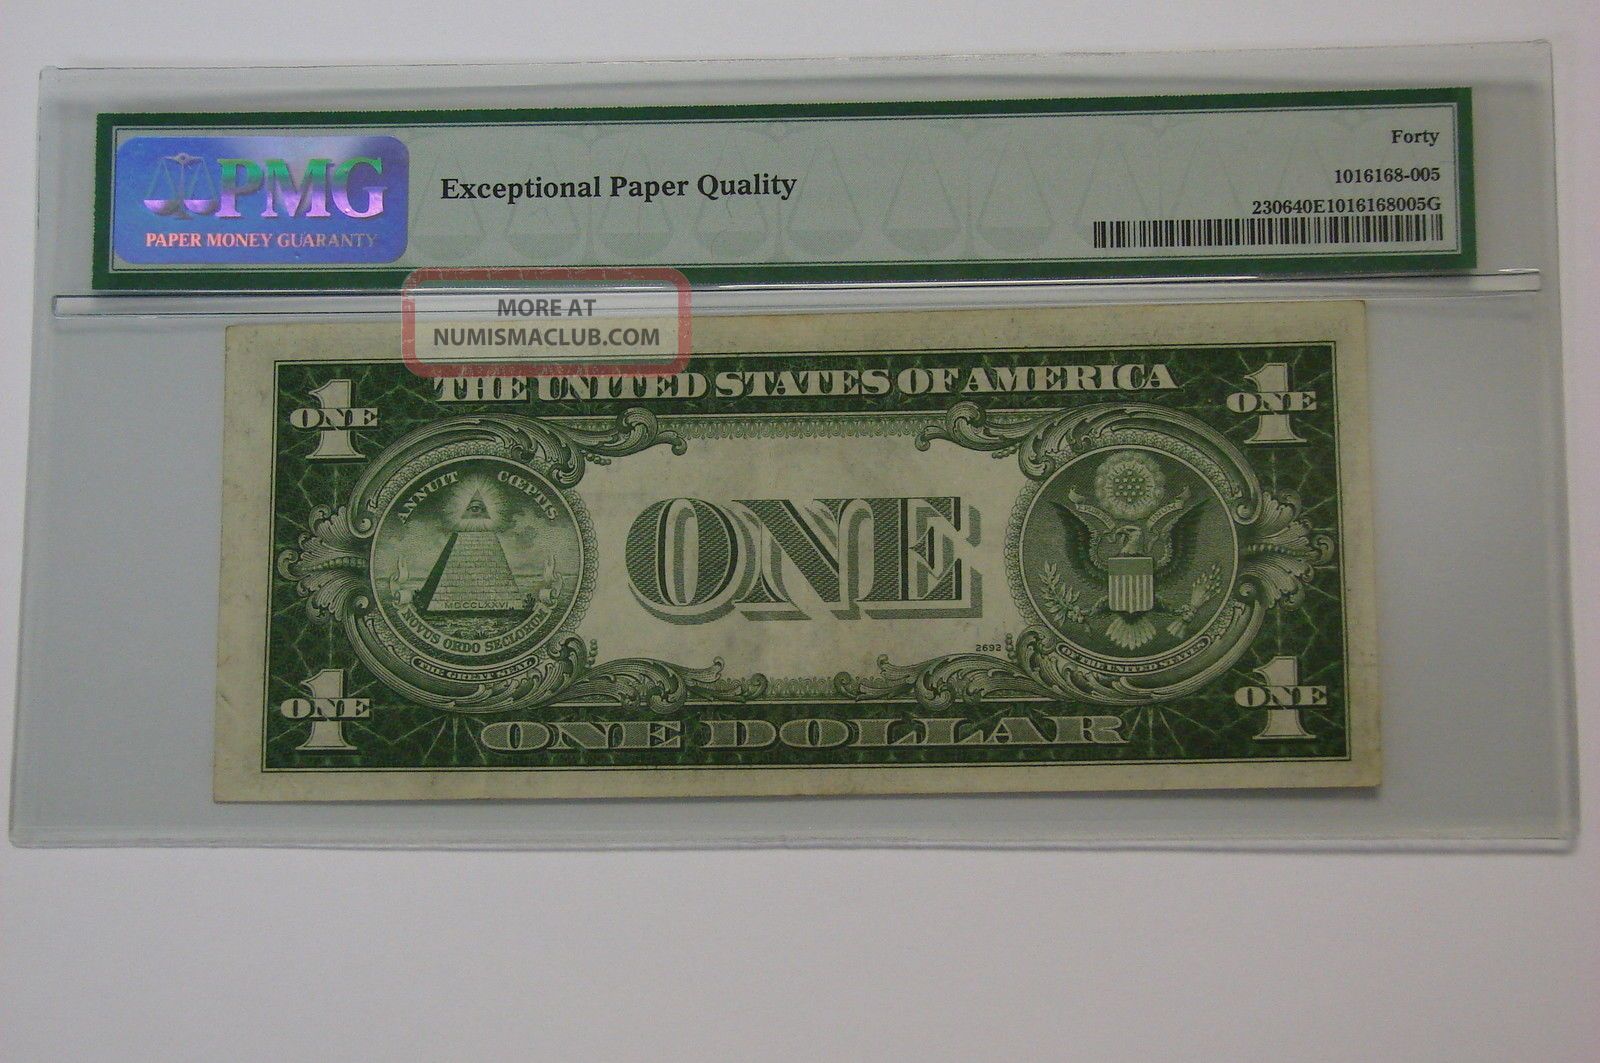 PMG
PAPER MONEY GUARANTY
Exceptional Paper Quality
Forty
1016168-005
230640E1016168005G
MORE AT
NUMISMACLUB.COM
THE UNITED STATES OF AMERICA
1
ONE
1
ONE
ANNUIT CŒPTIS
MDCCLXXVI
NOVUS ORDO SECLORUM
THE GREAT SEAL
ONE
2692
OF THE UNITED STATES
1
ONE
1
ONE
ONE DOLLAR